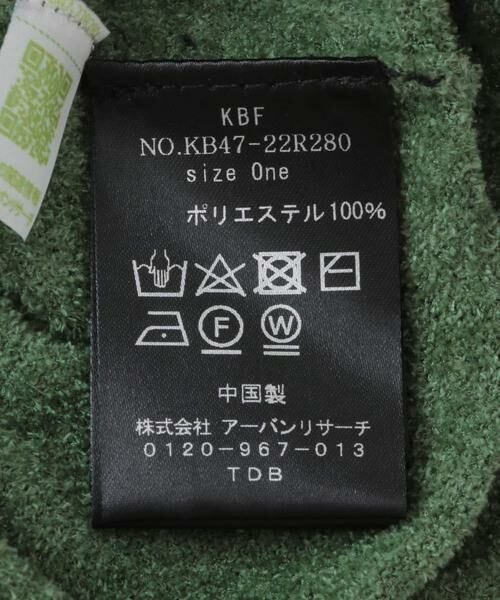 KBF
NO.KB47-22R280
size One
ポリエステル100%
F
W
中国製
株式会社 アーバンリサーチ
0120-967-013
TDB